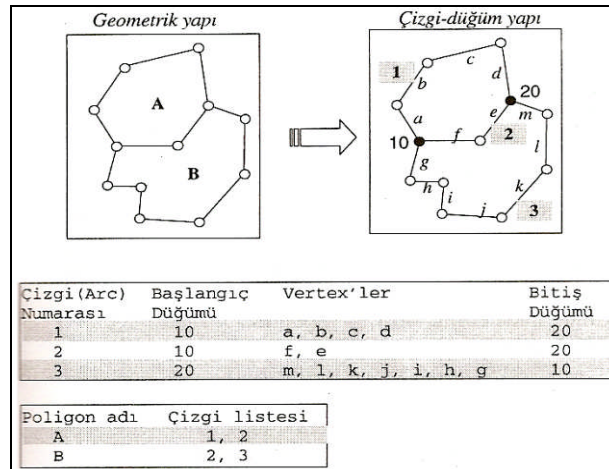 Geometrik yapı
Çizgi-düğüm yapı
A
B
1
b
c
d
20
a
e
m
10
f
2
g
l
h
k
i
j
3
Çizgi(Arc) Başlangıç Vertex'ler Bitiş
Numarası Düğümü Düğümü
1 10 a, b, c, d 20
2 10 f, e 20
3 20 m, l, k, j, i, h, g 10
Poligon adı Çizgi listesi
A 1, 2
B 2, 3